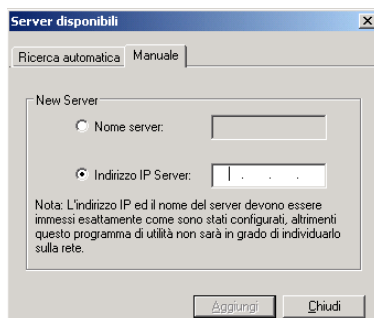 Server disponibili
Ricerca automatica Manuale
New Server
Nome server:
Indirizzo IP Server:
. . .
Nota: L'indirizzo IP ed il nome del server devono essere
immessi esattamente come sono stati configurati, altrimenti
questo programma di utilità non sarà in grado di individuarlo
sulla rete.
Aggiungi Chiudi